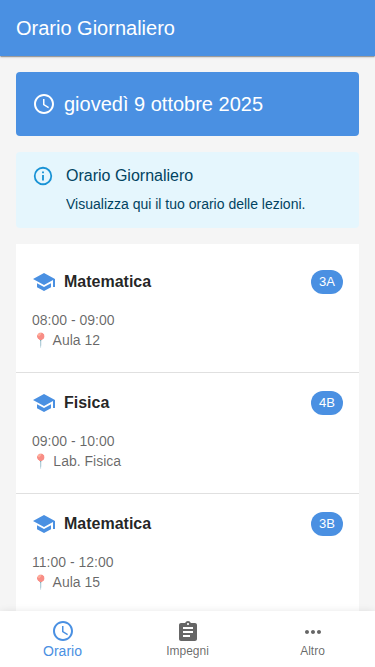 Orario Giornaliero
giovedì 9 ottobre 2025
Orario Giornaliero
Visualizza qui il tuo orario delle lezioni.
Matematica 3A
08:00 - 09:00
📍 Aula 12
Fisica 4B
09:00 - 10:00
📍 Lab. Fisica
Matematica 3B
11:00 - 12:00
📍 Aula 15
Orario Impegni Altro